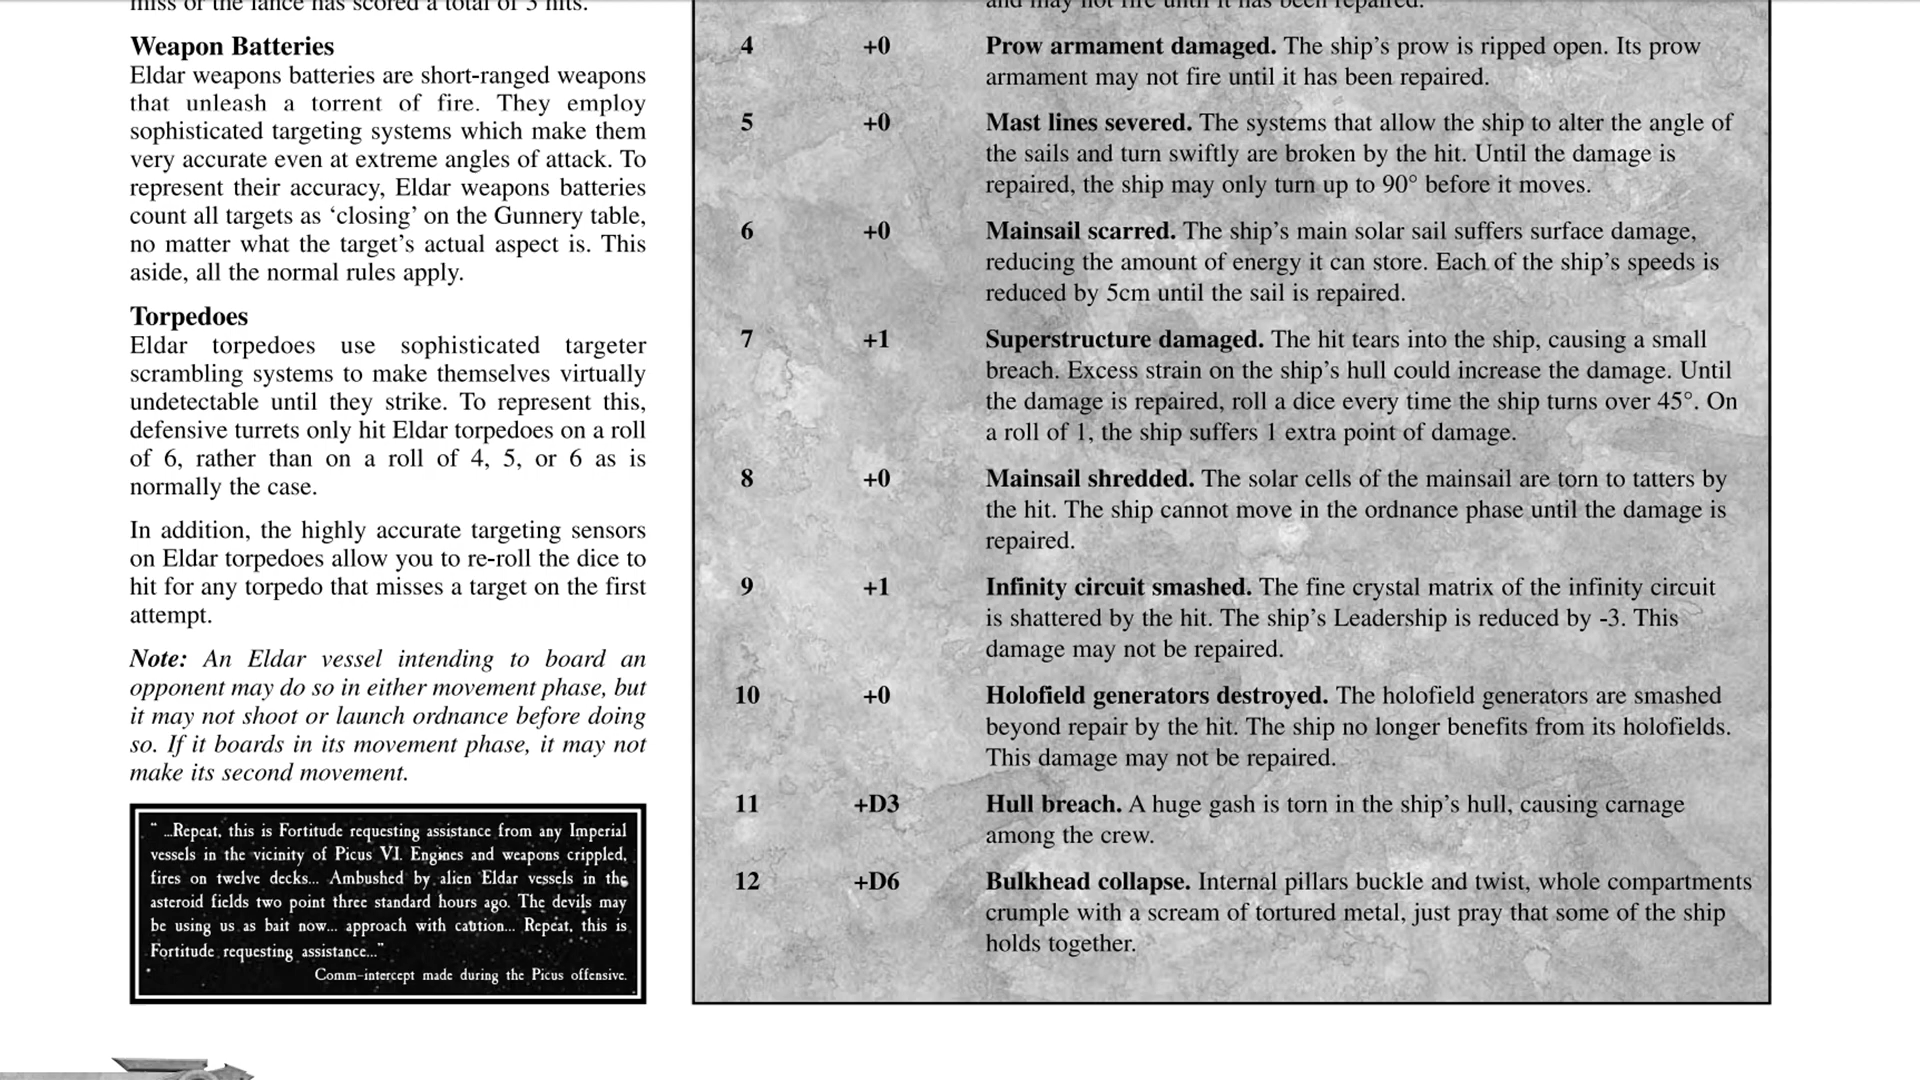 miss or the lance has scored a total of 3 hits.
Weapon Batteries
Eldar weapons batteries are short-ranged weapons
that unleash a torrent of fire. They employ
sophisticated targeting systems which make them
very accurate even at extreme angles of attack. To
represent their accuracy, Eldar weapons batteries
count all targets as ‘closing’ on the Gunnery table,
no matter what the target’s actual aspect is. This
aside, all the normal rules apply.
Torpedoes
Eldar torpedoes use sophisticated targeter
scrambling systems to make themselves virtually
undetectable until they strike. To represent this,
defensive turrets only hit Eldar torpedoes on a roll
of 6, rather than on a roll of 4, 5, or 6 as is
normally the case.
In addition, the highly accurate targeting sensors
on Eldar torpedoes allow you to re-roll the dice to
hit for any torpedo that misses a target on the first
attempt.
Note: An Eldar vessel intending to board an
opponent may do so in either movement phase, but
it may not shoot or launch ordnance before doing
so. If it boards in its movement phase, it may not
make its second movement.
“ ...Repeat, this is Fortitude requesting assistance from any Imperial
vessels in the vicinity of Picus VI. Engines and weapons crippled,
fires on twelve decks... Ambushed by alien Eldar vessels in the
asteroid fields two point three standard hours ago. The devils may
be using us as bait now... approach with caution... Repeat, this is
Fortitude requesting assistance...”
Comm-intercept made during the Picus offensive.
and may not fire until it has been repaired.
4 +0 Prow armament damaged. The ship’s prow is ripped open. Its prow
armament may not fire until it has been repaired.
5 +0 Mast lines severed. The systems that allow the ship to alter the angle of
the sails and turn swiftly are broken by the hit. Until the damage is
repaired, the ship may only turn up to 90° before it moves.
6 +0 Mainsail scarred. The ship’s main solar sail suffers surface damage,
reducing the amount of energy it can store. Each of the ship’s speeds is
reduced by 5cm until the sail is repaired.
7 +1 Superstructure damaged. The hit tears into the ship, causing a small
breach. Excess strain on the ship’s hull could increase the damage. Until
the damage is repaired, roll a dice every time the ship turns over 45°. On
a roll of 1, the ship suffers 1 extra point of damage.
8 +0 Mainsail shredded. The solar cells of the mainsail are torn to tatters by
the hit. The ship cannot move in the ordnance phase until the damage is
repaired.
9 +1 Infinity circuit smashed. The fine crystal matrix of the infinity circuit
is shattered by the hit. The ship’s Leadership is reduced by -3. This
damage may not be repaired.
10 +0 Holofield generators destroyed. The holofield generators are smashed
beyond repair by the hit. The ship no longer benefits from its holofields.
This damage may not be repaired.
11 +D3 Hull breach. A huge gash is torn in the ship’s hull, causing carnage
among the crew.
12 +D6 Bulkhead collapse. Internal pillars buckle and twist, whole compartments
crumple with a scream of tortured metal, just pray that some of the ship
holds together.